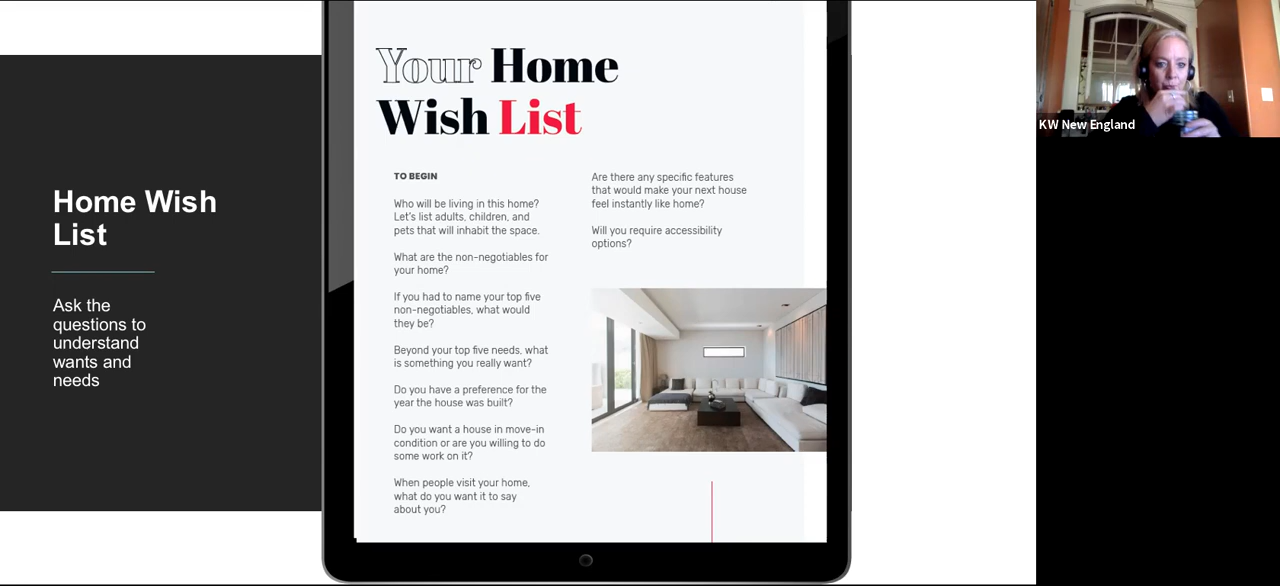 Home Wish
List
Ask the
questions to
understand
wants and
needs
Your Home
Wish List
TO BEGIN
Who will be living in this home?
Let's list adults, children, and
pets that will inhabit the space.
What are the non-negotiables for
your home?
If you had to name your top five
non-negotiables, what would
they be?
Beyond your top five needs, what
is something you really want?
Do you have a preference for the
year the house was built?
Do you want a house in move-in
condition or are you willing to do
some work on it?
When people visit your home,
what do you want it to say
about you?
Are there any specific features
that would make your next house
feel instantly like home?
Will you require accessibility
options?
KW New England